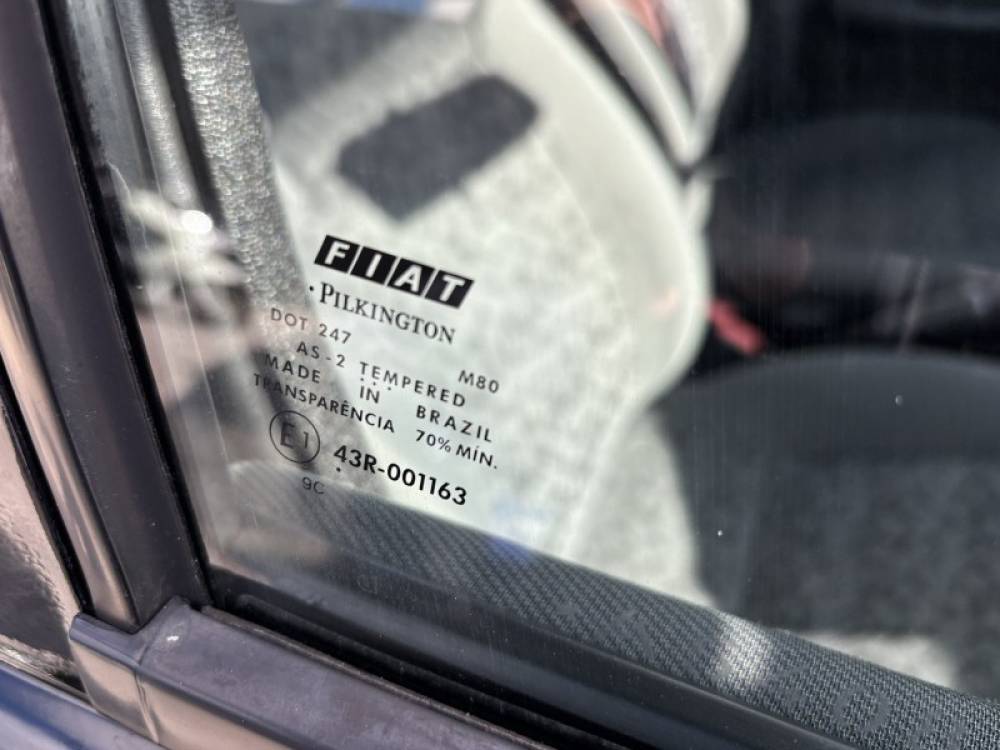 FIAT
PILKINGTON
DOT 247 M80
AS-2 TEMPERED
MADE IN BRAZIL
TRANSPARÊNCIA 70% MÍN.
E1 43R-001163
9C